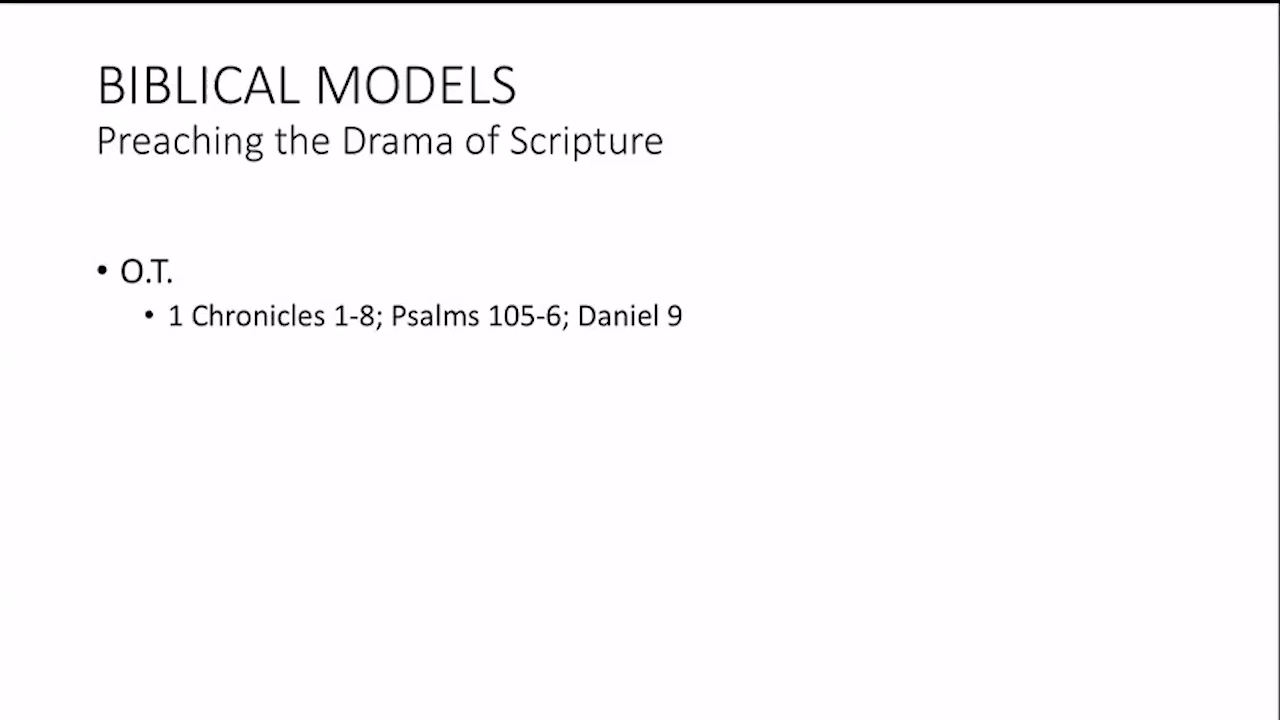 BIBLICAL MODELS
Preaching the Drama of Scripture
• O.T.
• 1 Chronicles 1-8; Psalms 105-6; Daniel 9